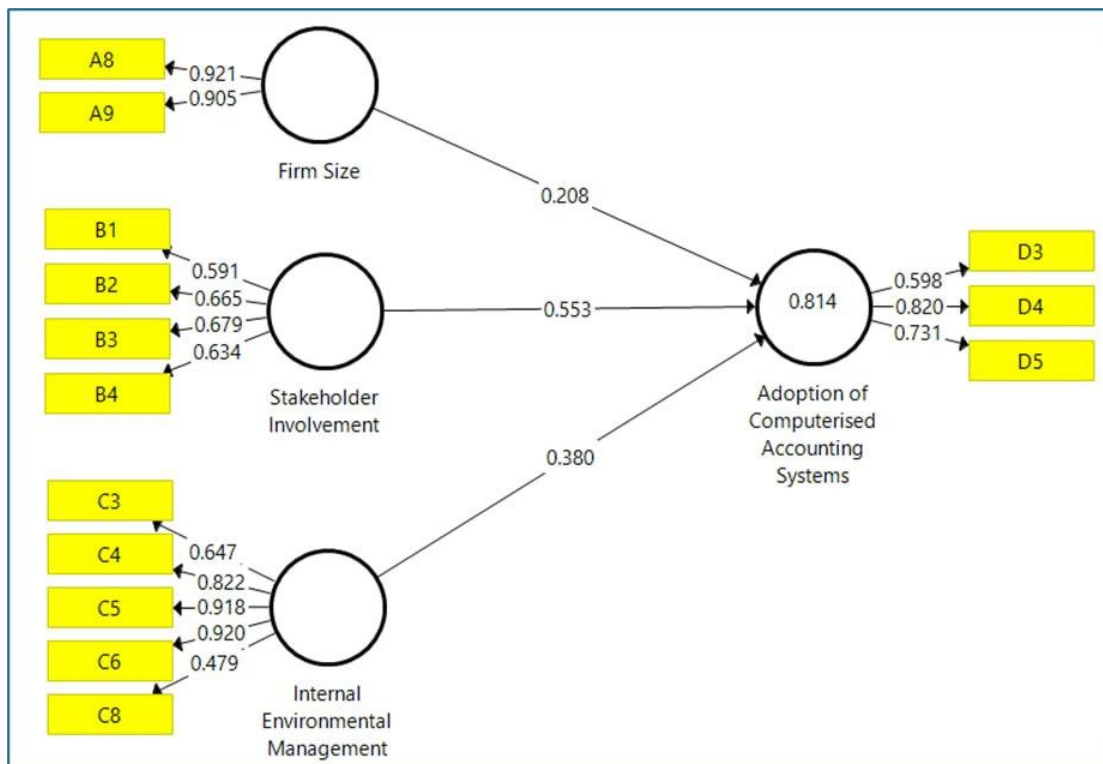 A8
0.921
A9
0.905
Firm Size
0.208
B1
0.591
B2
0.665
B3
0.679
B4
0.634
Stakeholder
Involvement
0.553
C3
0.647
C4
0.822
C5
0.918
C6
0.920
C8
0.479
Internal
Environmental
Management
0.380
0.814
Adoption of
Computerised
Accounting
Systems
0.598
D3
0.820
D4
0.731
D5